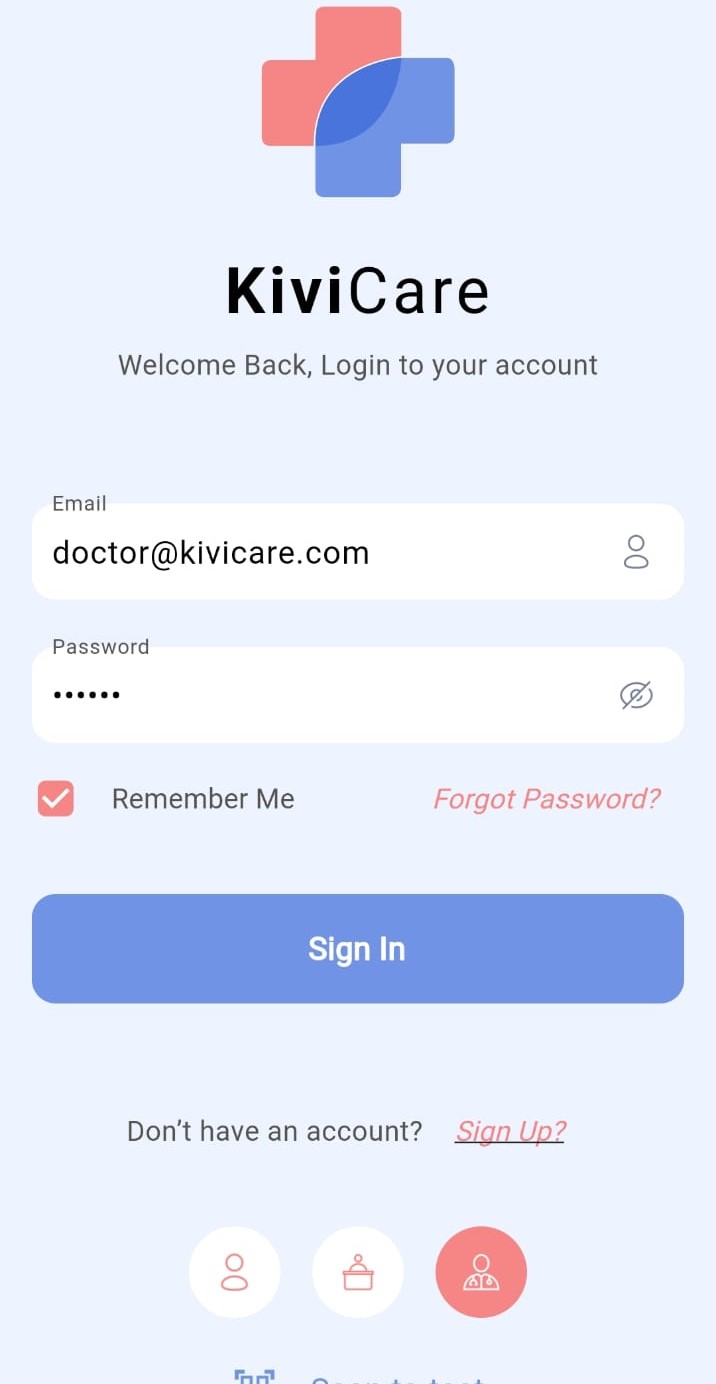 KiviCare
Welcome Back, Login to your account
Email
doctor@kivicare.com
Password
••••••
Remember Me
Forgot Password?
Sign In
Don’t have an account? Sign Up?